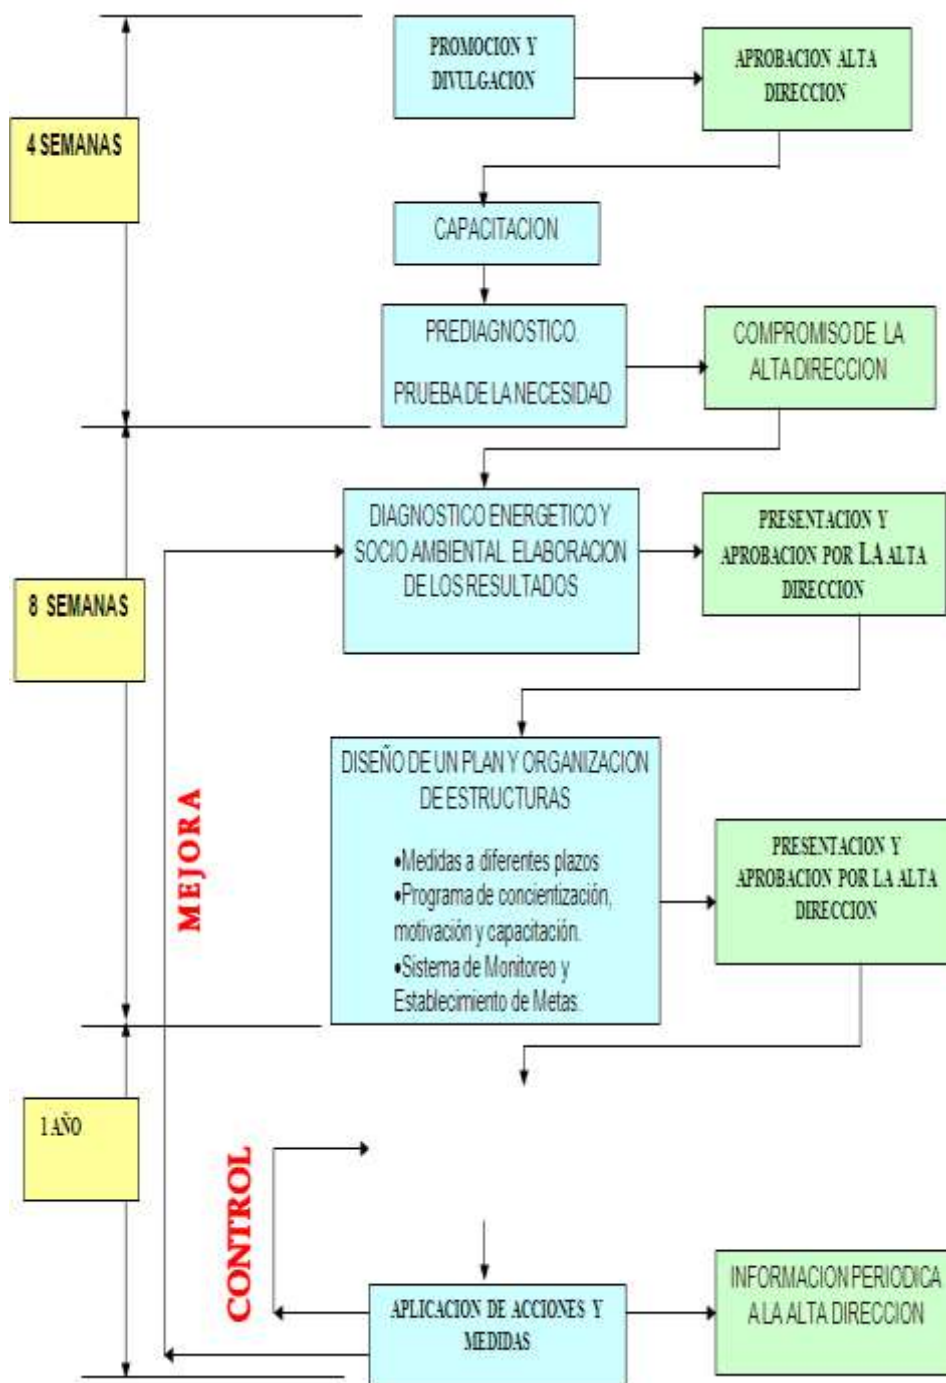 PROMOCION Y
DIVULGACION
APROBACION ALTA
DIRECCION
4 SEMANAS
CAPACITACION
PREDIAGNOSTICO.
PRUEBA DE LA NECESIDAD
COMPROMISO DE LA
ALTA DIRECCION
DIAGNOSTICO ENERGETICO Y
SOCIO AMBIENTAL. ELABORACION
DE LOS RESULTADOS
PRESENTACION Y
APROBACION POR LA ALTA
DIRECCION
8 SEMANAS
DISEÑO DE UN PLAN Y ORGANIZACION
DE ESTRUCTURAS
•Medidas a diferentes plazos
•Programa de concientización,
motivación y capacitación.
•Sistema de Monitoreo y
Establecimiento de Metas.
PRESENTACION Y
APROBACION POR LA ALTA
DIRECCION
MEJORA
1 AÑO
CONTROL
APLICACION DE ACCIONES Y
MEDIDAS
INFORMACION PERIODICA
A LA ALTA DIRECCION